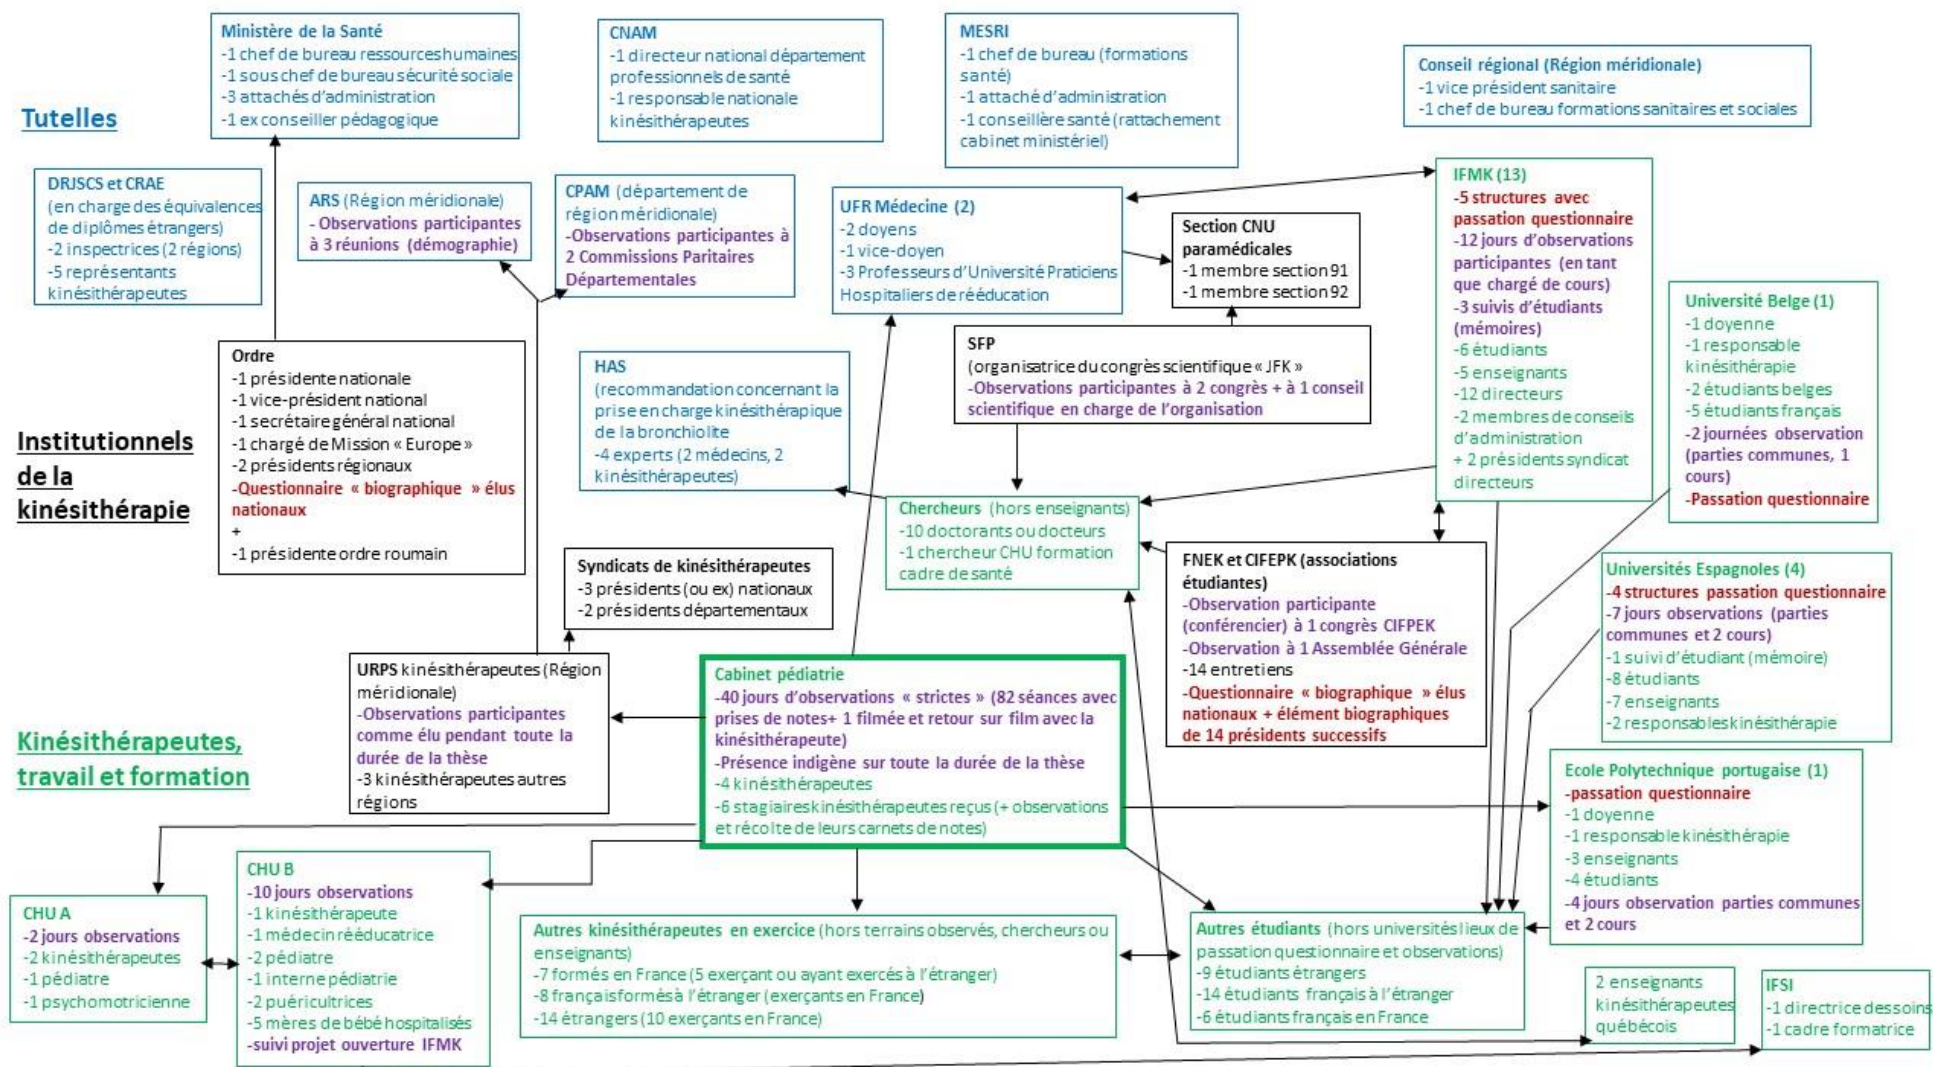 Tutelles
Ministère de la Santé
-1 chef de bureau ressources humaines
-1 sous chef de bureau sécurité sociale
-3 attachés d'administration
-1 ex conseiller pédagogique
CNAM
-1 directeur national département
professionnels de santé
-1 responsable nationale
kinésithérapeutes
MESRI
-1 chef de bureau (formations
santé)
-1 attaché d'administration
-1 conseillère santé (rattachement
cabinet ministériel)
Conseil régional (Région méridionale)
-1 vice président sanitaire
-1 chef de bureau formations sanitaires et sociales
DRJSCS et CRAE
(en charge des équivalences
de diplômes étrangers)
-2 inspectrices (2 régions)
-5 représentants
kinésithérapeutes
ARS (Région méridionale)
- Observations participantes
à 3 réunions (démographie)
CPAM (département de
région méridionale)
-Observations participantes à
2 Commissions Paritaires
Départementales
UFR Médecine (2)
-2 doyens
-1 vice-doyen
-3 Professeurs d'Université Praticiens
Hospitaliers de rééducation
Section CNU
paramédicales
-1 membre section 91
-1 membre section 92
IFMK (13)
-5 structures avec
passation questionnaire
-12 jours d'observations
participantes (en tant
que chargé de cours)
-3 suivis d'étudiants
(mémoires)
-6 étudiants
-5 enseignants
-12 directeurs
-2 membres de conseils
d'administration
+ 2 présidents syndicat
directeurs
Université Belge (1)
-1 doyenne
-1 responsable
kinésithérapie
-2 étudiants belges
-5 étudiants français
-2 journées observation
(parties communes, 1
cours)
-Passation questionnaire
Institutionnels
de la
kinésithérapie
Ordre
-1 présidente nationale
-1 vice-président national
-1 secrétaire général national
-1 chargé de Mission « Europe »
-2 présidents régionaux
-Questionnaire « biographique » élus
nationaux
+
-1 présidente ordre roumain
HAS
(recommandation concernant la
prise en charge kinésithérapique
de la bronchiolite
-4 experts (2 médecins, 2
kinésithérapeutes)
SFP
(organisatrice du congrès scientifique « JFK »
-Observations participantes à 2 congrès + à 1 conseil
scientifique en charge de l'organisation
Chercheurs (hors enseignants)
-10 doctorants ou docteurs
-1 chercheur CHU formation
cadre de santé
Syndicats de kinésithérapeutes
-3 présidents (ou ex) nationaux
-2 présidents départementaux
FNEK et CIFEPK (associations
étudiantes)
-Observation participante
(conférencier) à 1 congrès CIFPEK
-Observation à 1 Assemblée Générale
-14 entretiens
-Questionnaire « biographique » élus
nationaux + élément biographiques
de 14 présidents successifs
Universités Espagnoles (4)
-4 structures passation questionnaire
-7 jours observations (parties
communes et 2 cours)
-1 suivi d'étudiant (mémoire)
-8 étudiants
-7 enseignants
-2 responsables kinésithérapie
URPS kinésithérapeutes (Région
méridionale)
-Observations participantes
comme élu pendant toute la
durée de la thèse
-3 kinésithérapeutes autres
régions
Kinésithérapeutes,
travail et formation
Cabinet pédiatrie
-40 jours d'observations « strictes » (82 séances avec
prises de notes+ 1 filmée et retour sur film avec la
kinésithérapeute)
-Présence indigène sur toute la durée de la thèse
-4 kinésithérapeutes
-6 stagiaires kinésithérapeutes reçus (+ observations
et récolte de leurs carnets de notes)
Ecole Polytechnique portugaise (1)
-passation questionnaire
-1 doyenne
-1 responsable kinésithérapie
-3 enseignants
-4 étudiants
-4 jours observation parties communes
et 2 cours
CHU A
-2 jours observations
-2 kinésithérapeutes
-1 pédiatre
-1 psychomotricienne
CHU B
-10 jours observations
-1 kinésithérapeute
-1 médecin rééducatrice
-2 pédiatre
-1 interne pédiatrie
-2 puéricultrices
-5 mères de bébé hospitalisés
-suivi projet ouverture IFMK
Autres kinésithérapeutes en exercice (hors terrains observés, chercheurs ou
enseignants)
-7 formés en France (5 exerçant ou ayant exercés à l'étranger)
-8 français formés à l'étranger (exerçants en France)
-14 étrangers (10 exerçants en France)
Autres étudiants (hors universités lieux de
passation questionnaire et observations)
-9 étudiants étrangers
-14 étudiants français à l'étranger
-6 étudiants français en France
2 enseignants
kinésithérapeutes
québécois
IFSI
-1 directrice des soins
-1 cadre formatrice